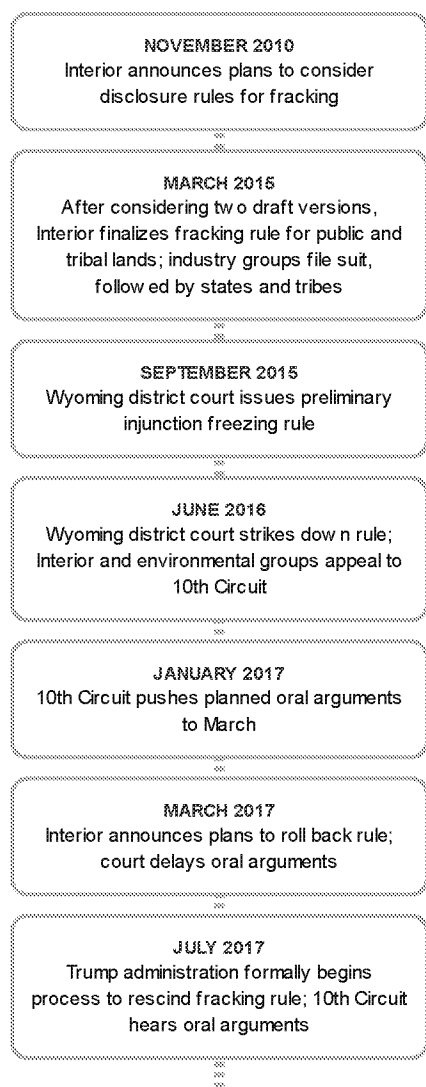 NOVEMBER 2010
Interior announces plans to consider
disclosure rules for fracking
MARCH 2015
After considering two draft versions,
Interior finalizes fracking rule for public and
tribal lands; industry groups file suit,
followed by states and tribes
SEPTEMBER 2015
Wyoming district court issues preliminary
injunction freezing rule
JUNE 2016
Wyoming district court strikes down rule;
Interior and environmental groups appeal to
10th Circuit
JANUARY 2017
10th Circuit pushes planned oral arguments
to March
MARCH 2017
Interior announces plans to roll back rule;
court delays oral arguments
JULY 2017
Trump administration formally begins
process to rescind fracking rule; 10th Circuit
hears oral arguments